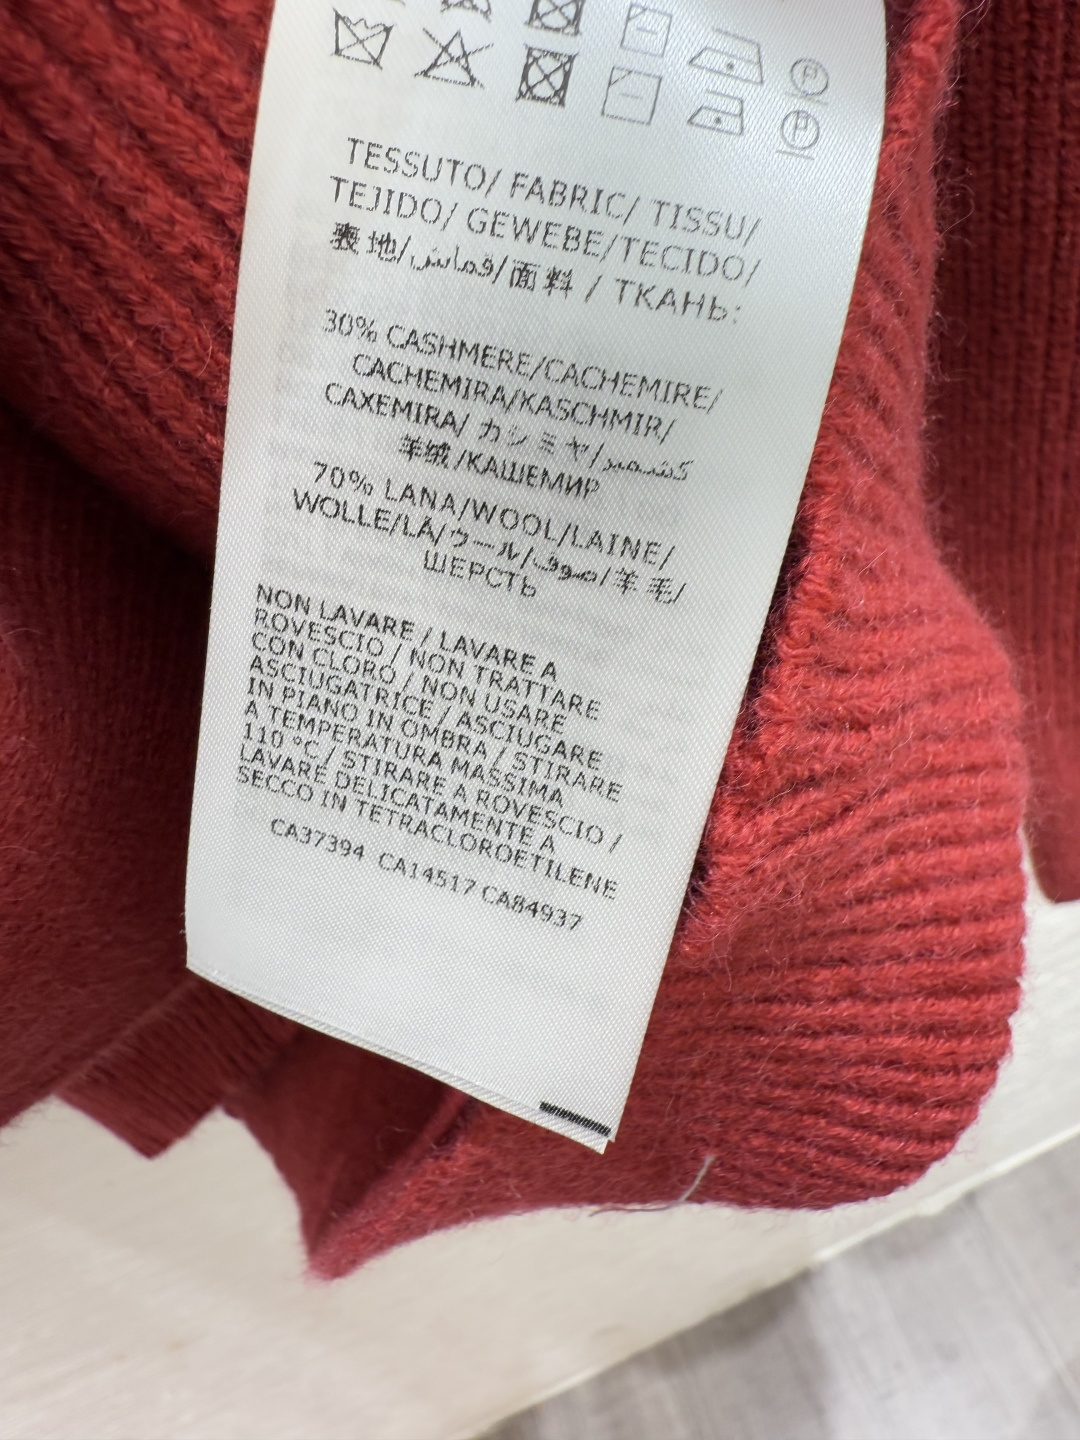 TESSUTO/ FABRIC/ TISSU/
TEJIDO/ GEWEBE/TECIDO/
表地/قماش/面料 / ТКАНЬ:
30% CASHMERE/CACHEMIRE/
CACHEMIRA/KASCHMIR/
CAXEMIRA/ カシミヤ/كشمير
羊绒/КАШЕМИР
70% LANA/WOOL/LAINE/
WOLLE/LÃ/ウール/صوف/羊毛/
ШЕРСТЬ
NON LAVARE / LAVARE A
ROVESCIO / NON TRATTARE
CON CLORO / NON USARE
ASCIUGATRICE / ASCIUGARE
IN PIANO IN OMBRA / STIRARE
A TEMPERATURA MASSIMA
110 °C / STIRARE A ROVESCIO /
LAVARE DELICATAMENTE A
SECCO IN TETRACLOROETILENE
CA37394 CA14517 CA84937